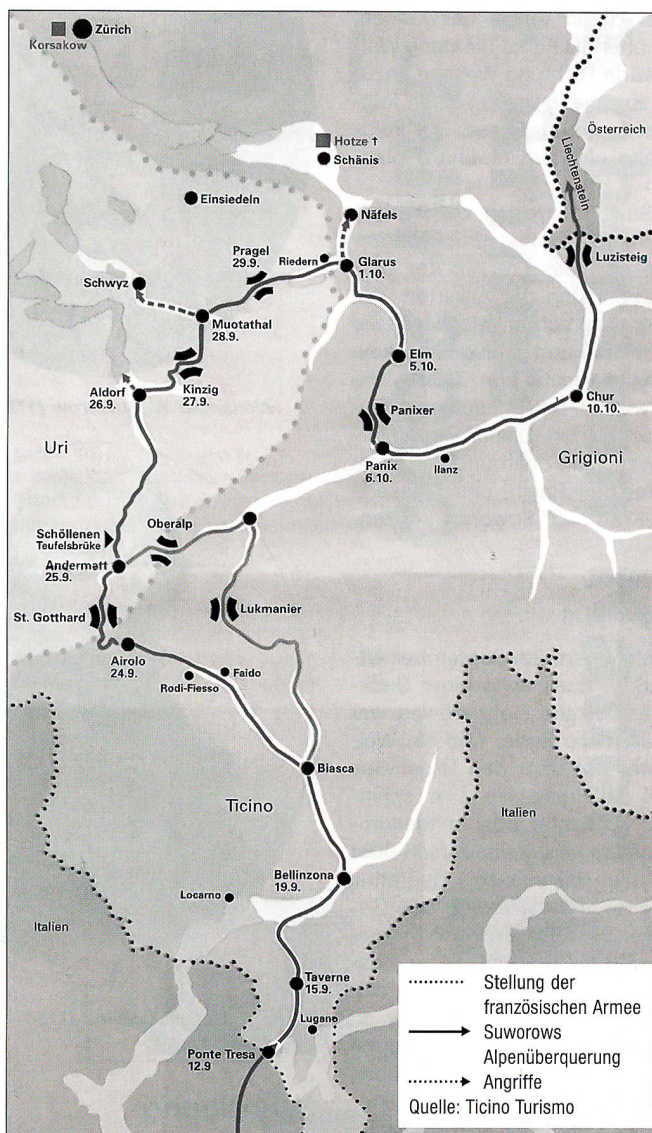 Zürich
Korsakow
Hotze †
Schänis
Österreich
Liechtenstein
Einsiedeln
Näfels
Pragel
29.9.
Riedern
Glarus
1.10.
Luzisteig
Schwyz
Muotathal
28.9.
Elm
5.10.
Aldorf
26.9.
Kinzig
27.9.
Panixer
Chur
10.10.
Uri
Panix
6.10.
Ilanz
Grigioni
Schöllenen
Teufelsbrüke
Oberalp
Andermatt
25.9.
St. Gotthard
Lukmanier
Airolo
24.9.
Rodi-Fiesso
Faido
Biasca
Ticino
Italien
Bellinzona
19.9.
Locarno
Italien
Taverne
15.9.
Lugano
Ponte Tresa
12.9
Stellung der
französischen Armee
Suworows
Alpenüberquerung
Angriffe
Quelle: Ticino Turismo